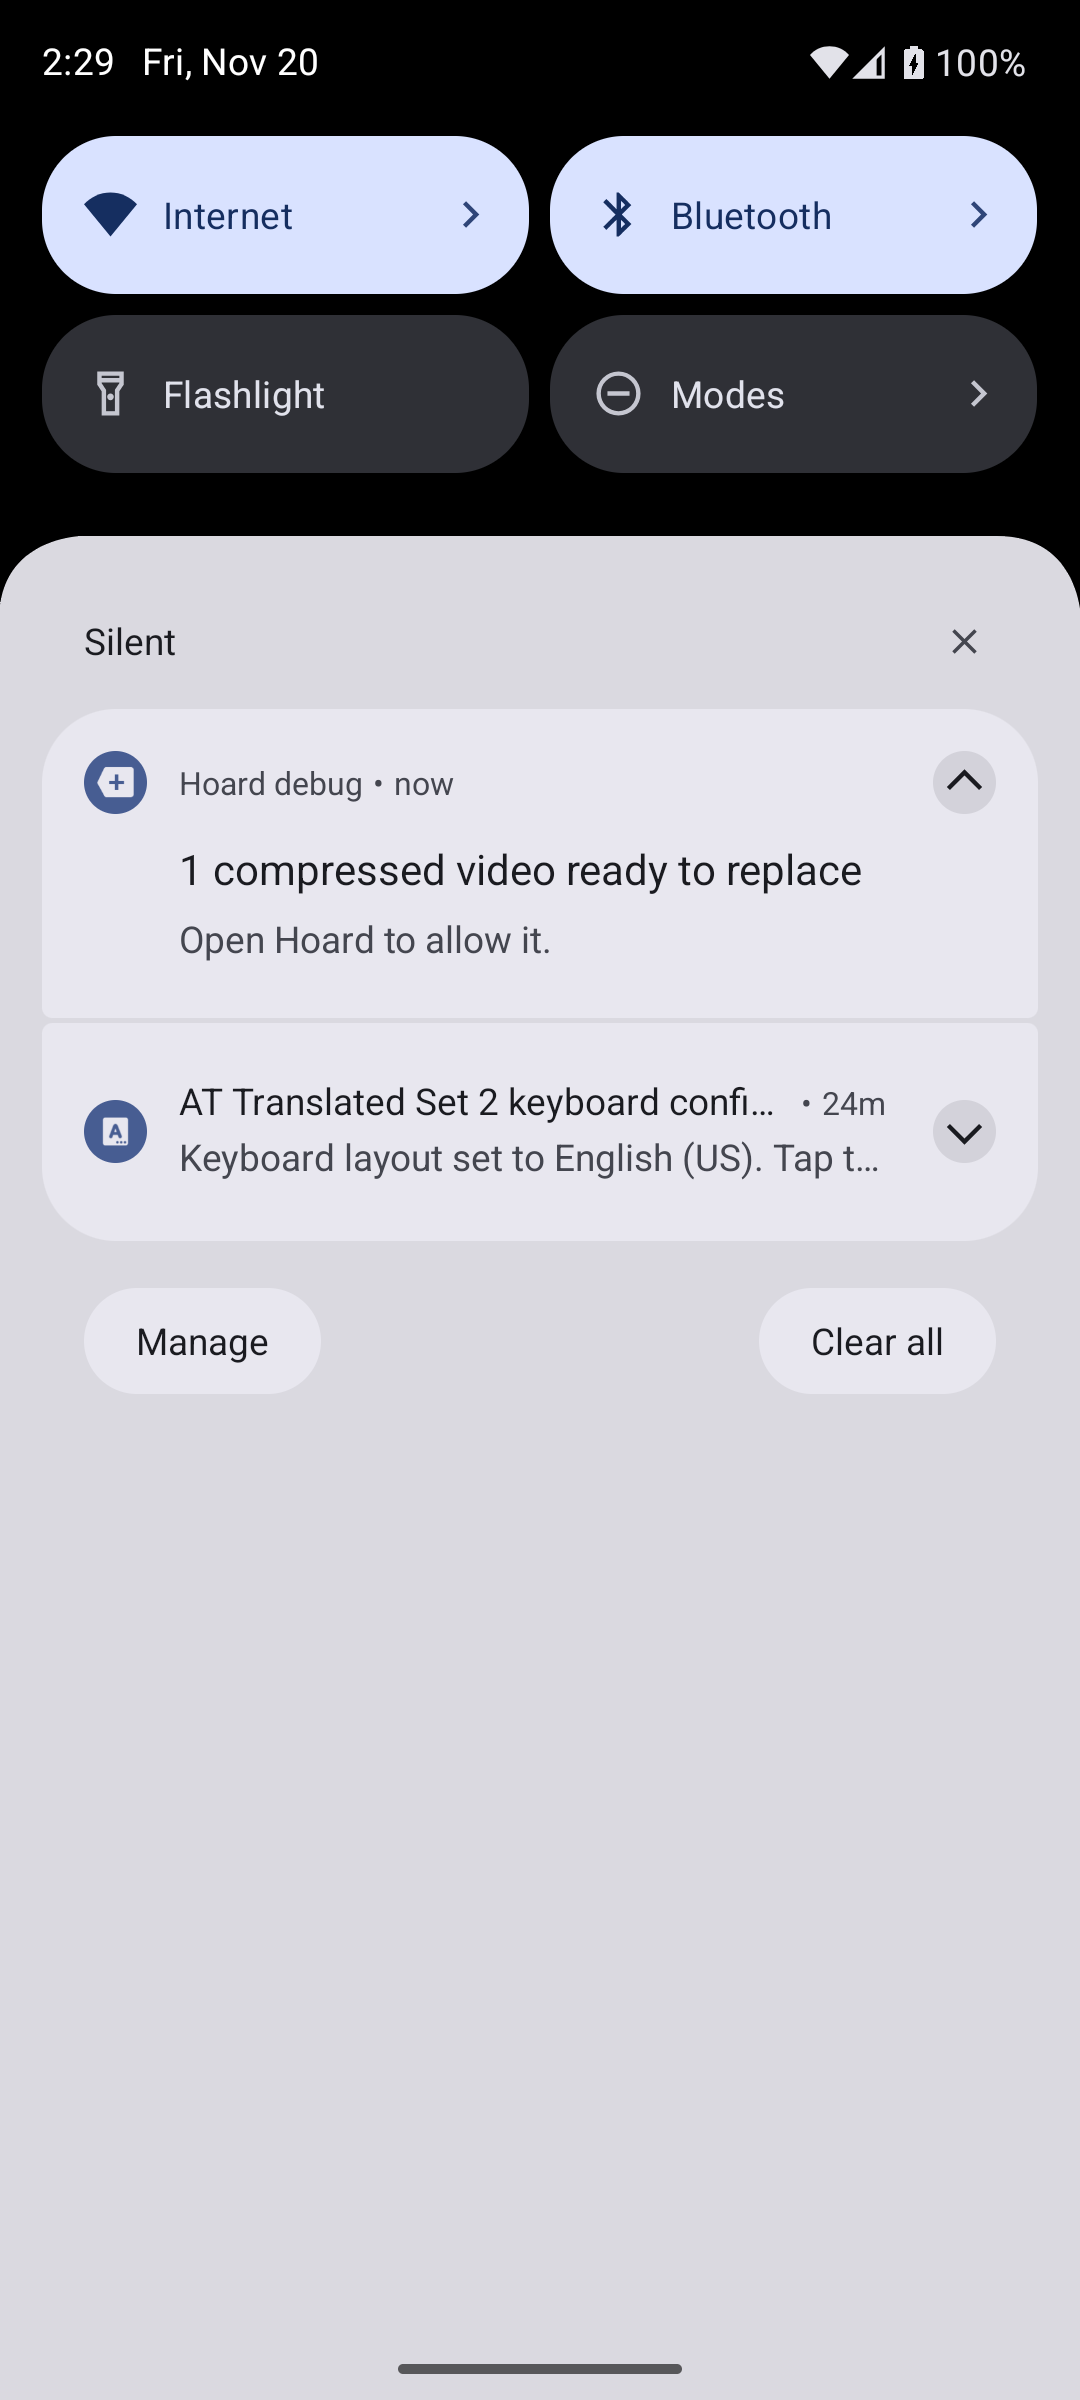 2:29 Fri, Nov 20 100%
Internet
Bluetooth
Flashlight
Modes
Silent
Hoard debug • now
1 compressed video ready to replace
Open Hoard to allow it.
AT Translated Set 2 keyboard confi… • 24m
Keyboard layout set to English (US). Tap t…
Manage
Clear all